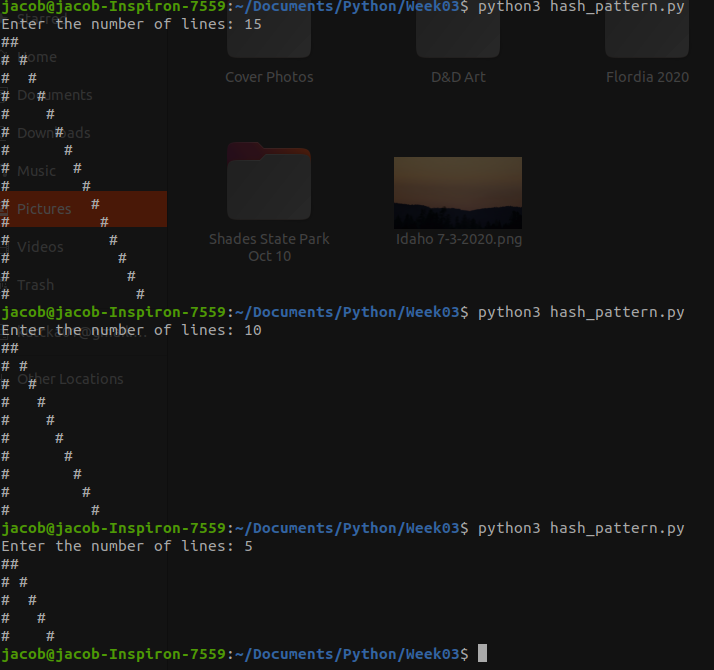 jacob@jacob-Inspiron-7559:~/Documents/Python/Week03$ python3 hash_pattern.py
Enter the number of lines: 15
##
# #
#  #
#   #
#    #
#     #
#      #
#       #
#        #
#         #
#          #
#           #
#            #
#             #
#              #
jacob@jacob-Inspiron-7559:~/Documents/Python/Week03$ python3 hash_pattern.py
Enter the number of lines: 10
##
# #
#  #
#   #
#    #
#     #
#      #
#       #
#        #
#         #
jacob@jacob-Inspiron-7559:~/Documents/Python/Week03$ python3 hash_pattern.py
Enter the number of lines: 5
##
# #
#  #
#   #
#    #
jacob@jacob-Inspiron-7559:~/Documents/Python/Week03$
Starred
Home
Documents
Downloads
Music
Pictures
Videos
Trash
Other Locations
Cover Photos
D&D Art
Flordia 2020
Shades State Park
Oct 10
Idaho 7-3-2020.png